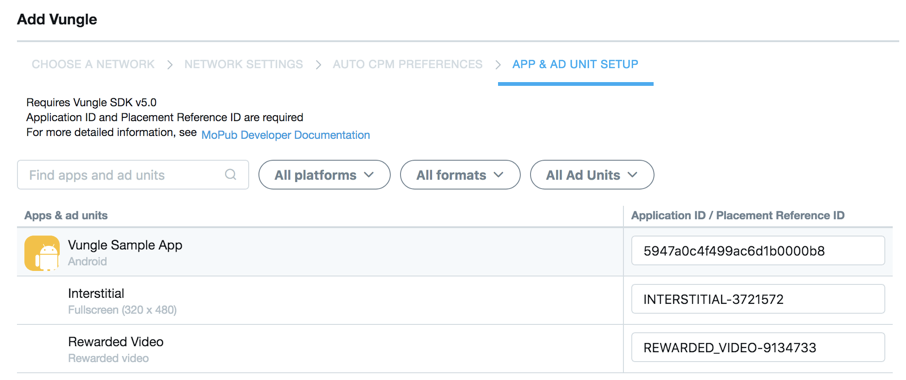 Add Vungle
CHOOSE A NETWORK > NETWORK SETTINGS > AUTO CPM PREFERENCES > APP & AD UNIT SETUP
Requires Vungle SDK v5.0
Application ID and Placement Reference ID are required
For more detailed information, see MoPub Developer Documentation
Find apps and ad units All platforms All formats All Ad Units
Apps & ad units Application ID / Placement Reference ID
Vungle Sample App 5947a0c4f499ac6d1b0000b8
Android
Interstitial INTERSTITIAL-3721572
Fullscreen (320 x 480)
Rewarded Video REWARDED_VIDEO-9134733
Rewarded video